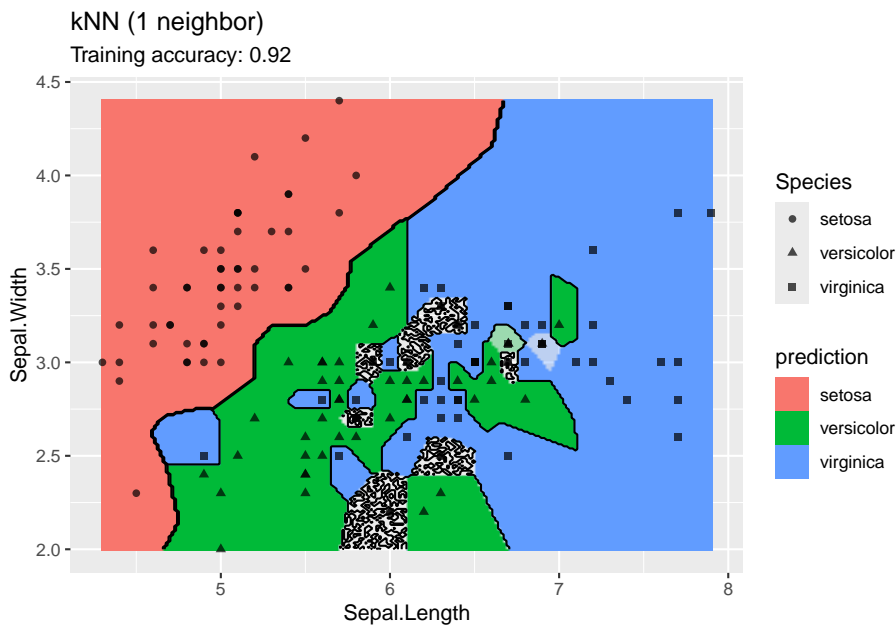 kNN (1 neighbor)
Training accuracy: 0.92
4.5
4.0
3.5
3.0
2.5
2.0
Sepal.Width
5
6
7
8
Sepal.Length
Species
setosa
versicolor
virginica
prediction
setosa
versicolor
virginica